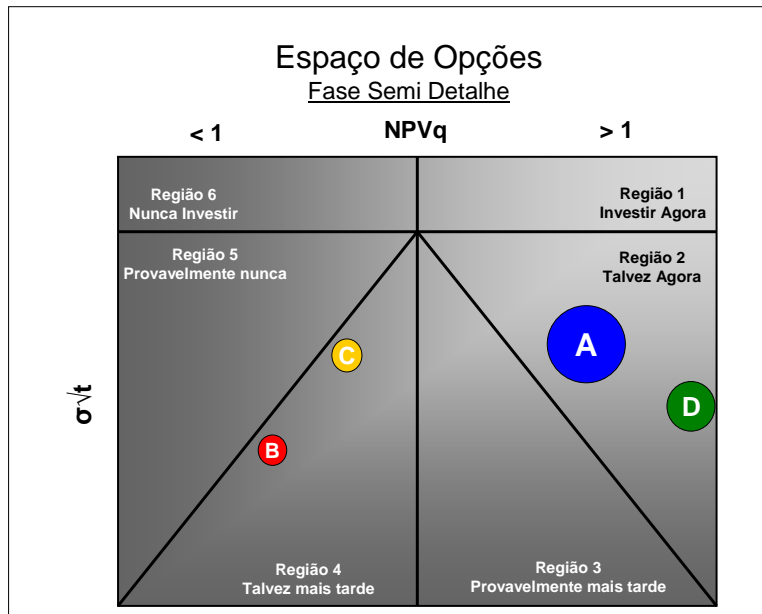 Espaço de Opções
Fase Semi Detalhe
< 1 NPVq > 1
Região 6
Nunca Investir
Região 1
Investir Agora
Região 5
Provavelmente nunca
Região 2
Talvez Agora
A
C
D
B
σ√t
Região 4
Talvez mais tarde
Região 3
Provavelmente mais tarde